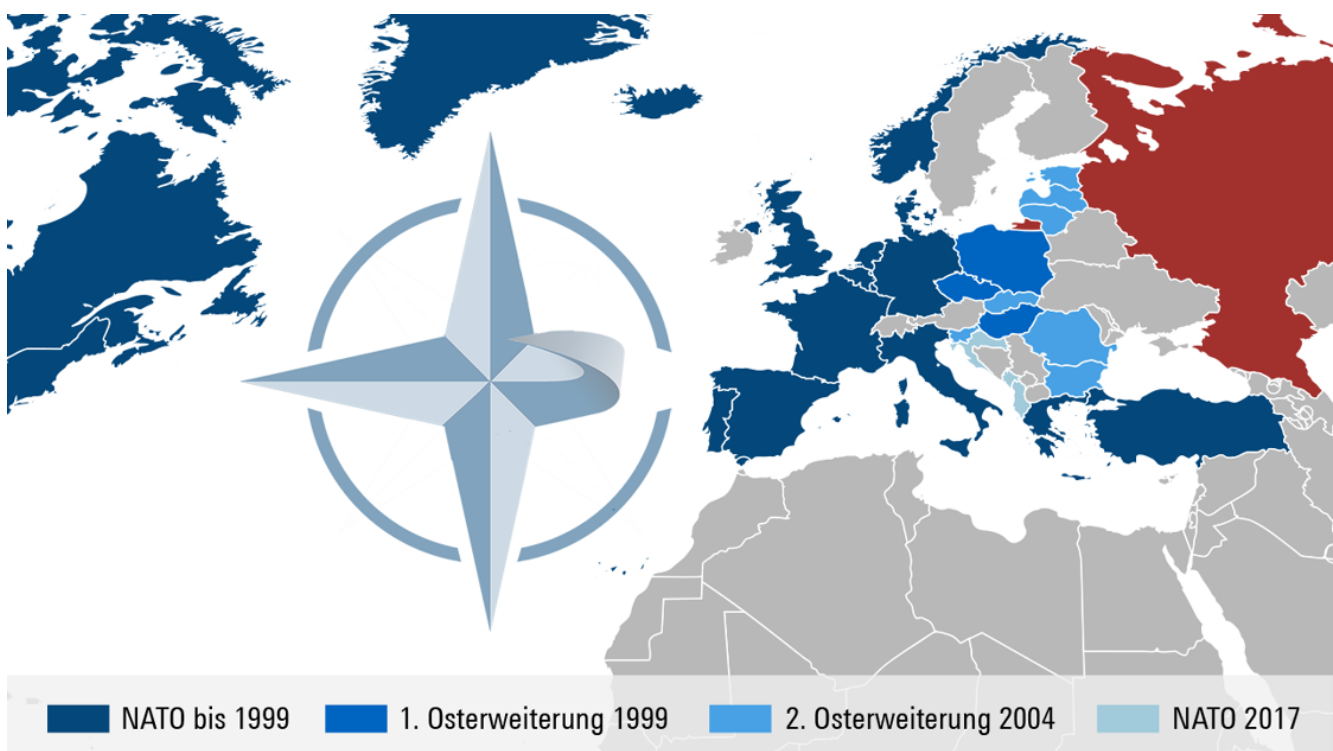 NATO bis 1999
1. Osterweiterung 1999
2. Osterweiterung 2004
NATO 2017